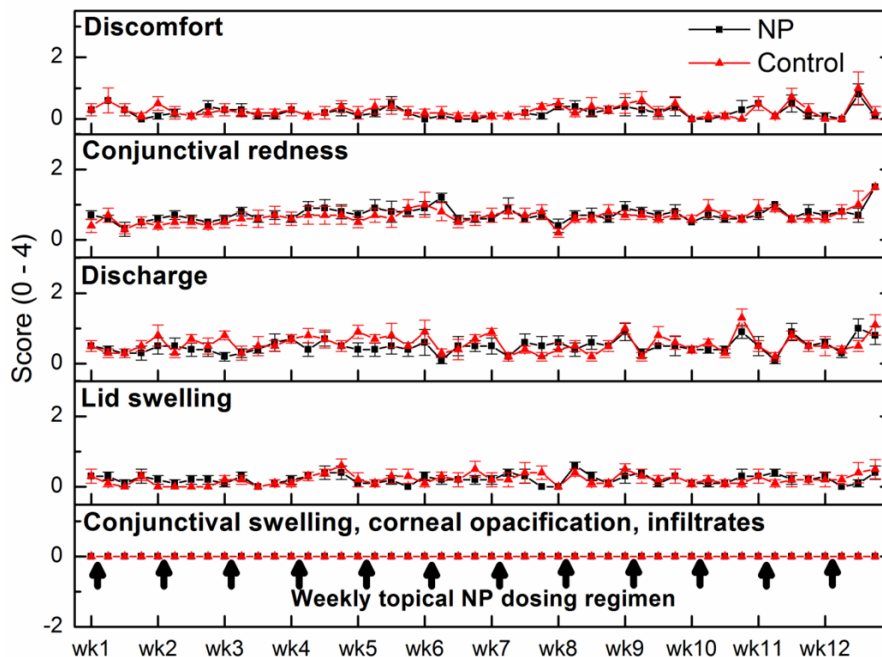 Discomfort
NP
Control
2
0
Conjunctival redness
2
0
Discharge
2
0
Lid swelling
2
0
Conjunctival swelling, corneal opacification, infiltrates
0
Weekly topical NP dosing regimen
-2
Score (0 - 4)
wk1 wk2 wk3 wk4 wk5 wk6 wk7 wk8 wk9 wk10 wk11 wk12